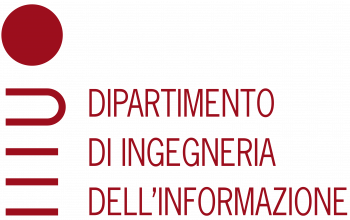 DIPARTIMENTO
DI INGEGNERIA
DELL'INFORMAZIONE